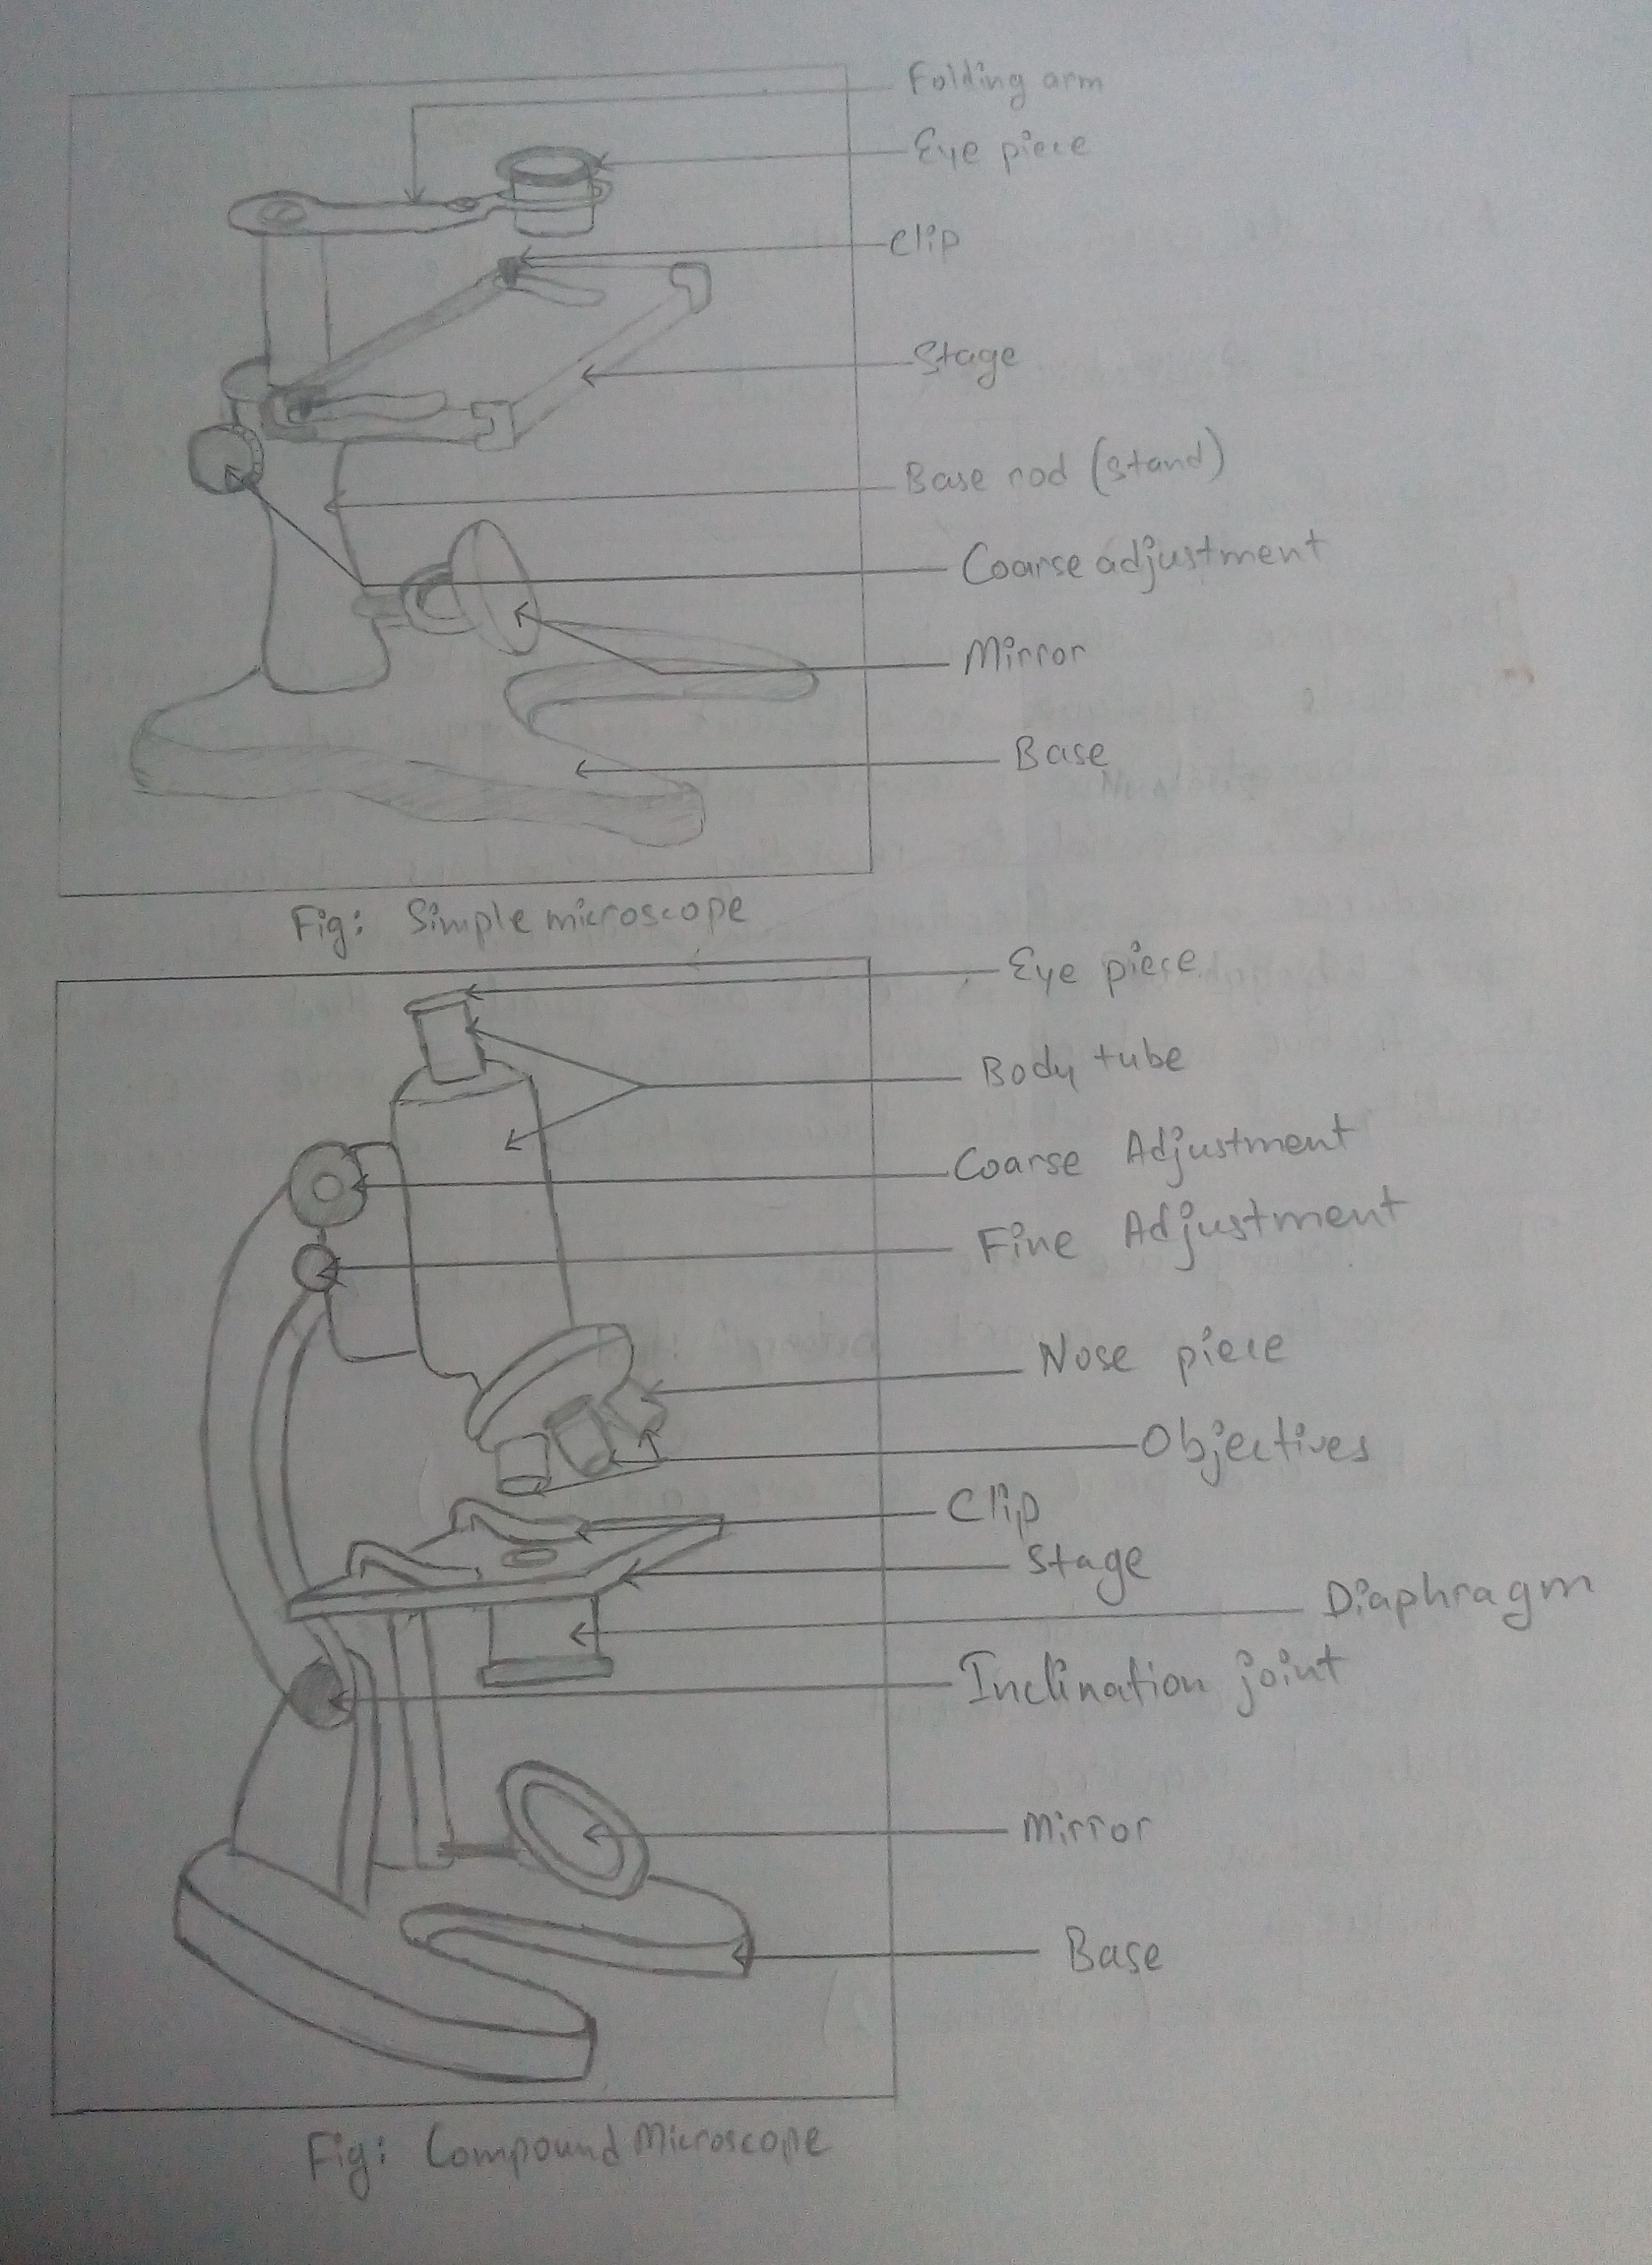 Folding arm
Eye piece
Clip
Stage
Base rod (stand)
Coarse adjustment
Mirror
Base
Fig: Simple microscope
Eye piece
Body tube
Coarse Adjustment
Fine Adjustment
Nose piece
Objectives
Clip
Stage
Diaphragm
Inclination joint
Mirror
Base
Fig: Compound Microscope